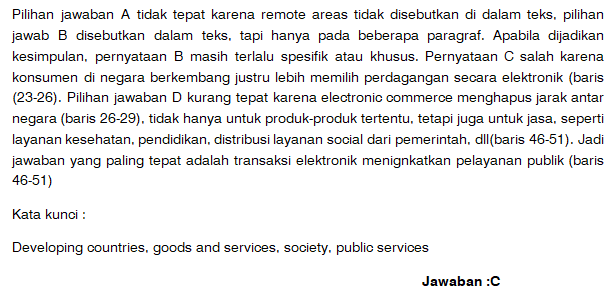 Pilihan jawaban A tidak tepat karena remote areas tidak disebutkan di dalam teks, pilihan
jawab B disebutkan dalam teks, tapi hanya pada beberapa paragraf. Apabila dijadikan
kesimpulan, pernyataan B masih terlalu spesifik atau khusus. Pernyataan C salah karena
konsumen di negara berkembang justru lebih memilih perdagangan secara elektronik (baris
(23-26). Pilihan jawaban D kurang tepat karena electronic commerce menghapus jarak antar
negara (baris 26-29), tidak hanya untuk produk-produk tertentu, tetapi juga untuk jasa, seperti
layanan kesehatan, pendidikan, distribusi layanan social dari pemerintah, dll(baris 46-51). Jadi
jawaban yang paling tepat adalah transaksi elektronik menignkatkan pelayanan publik (baris
46-51)
Kata kunci :
Developing countries, goods and services, society, public services
Jawaban :C